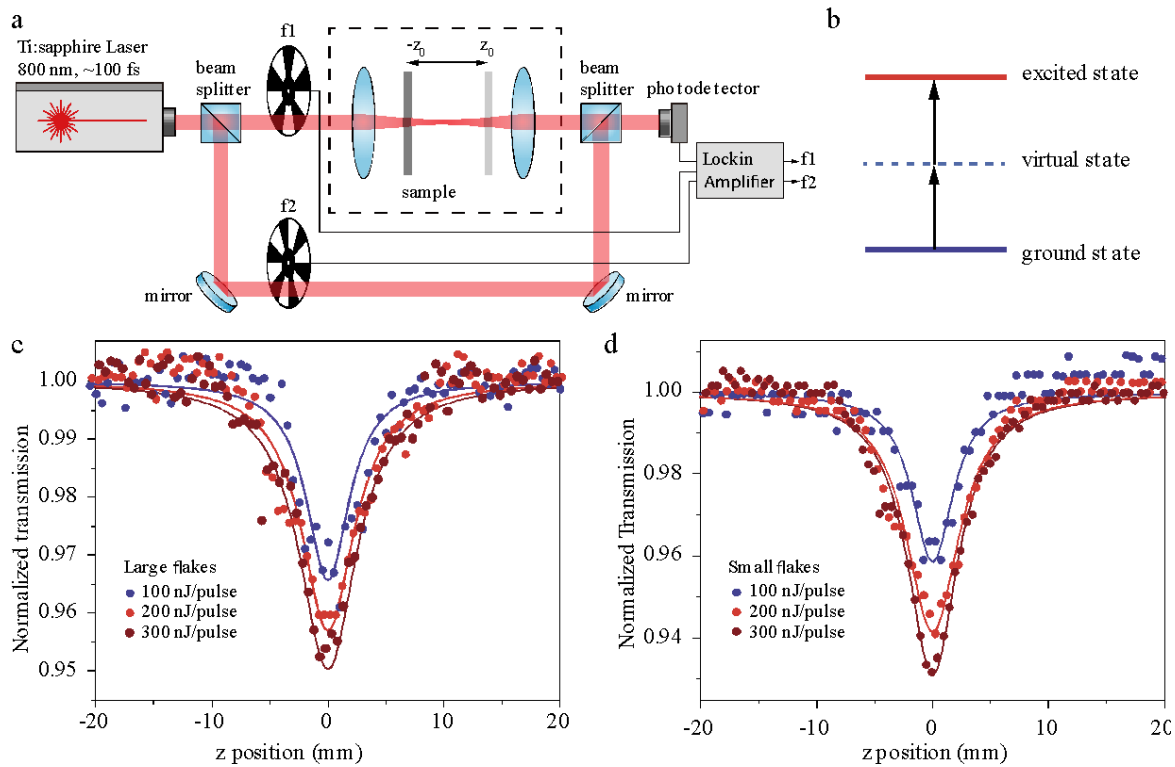 a
Ti:sapphire Laser
800 nm, ~100 fs
beam
splitter
f1
-z0
z0
sample
beam
splitter
photodetector
Lockin
Amplifier
f1
f2
f2
mirror
mirror
b
excited state
virtual state
ground state
c
Normalized transmission
1.00
0.99
0.98
0.97
0.96
0.95
Large flakes
100 nJ/pulse
200 nJ/pulse
300 nJ/pulse
-20
-10
0
10
20
z position (mm)
d
Normalized Transmission
1.00
0.98
0.96
0.94
Small flakes
100 nJ/pulse
200 nJ/pulse
300 nJ/pulse
-20
-10
0
10
20
z position (mm)